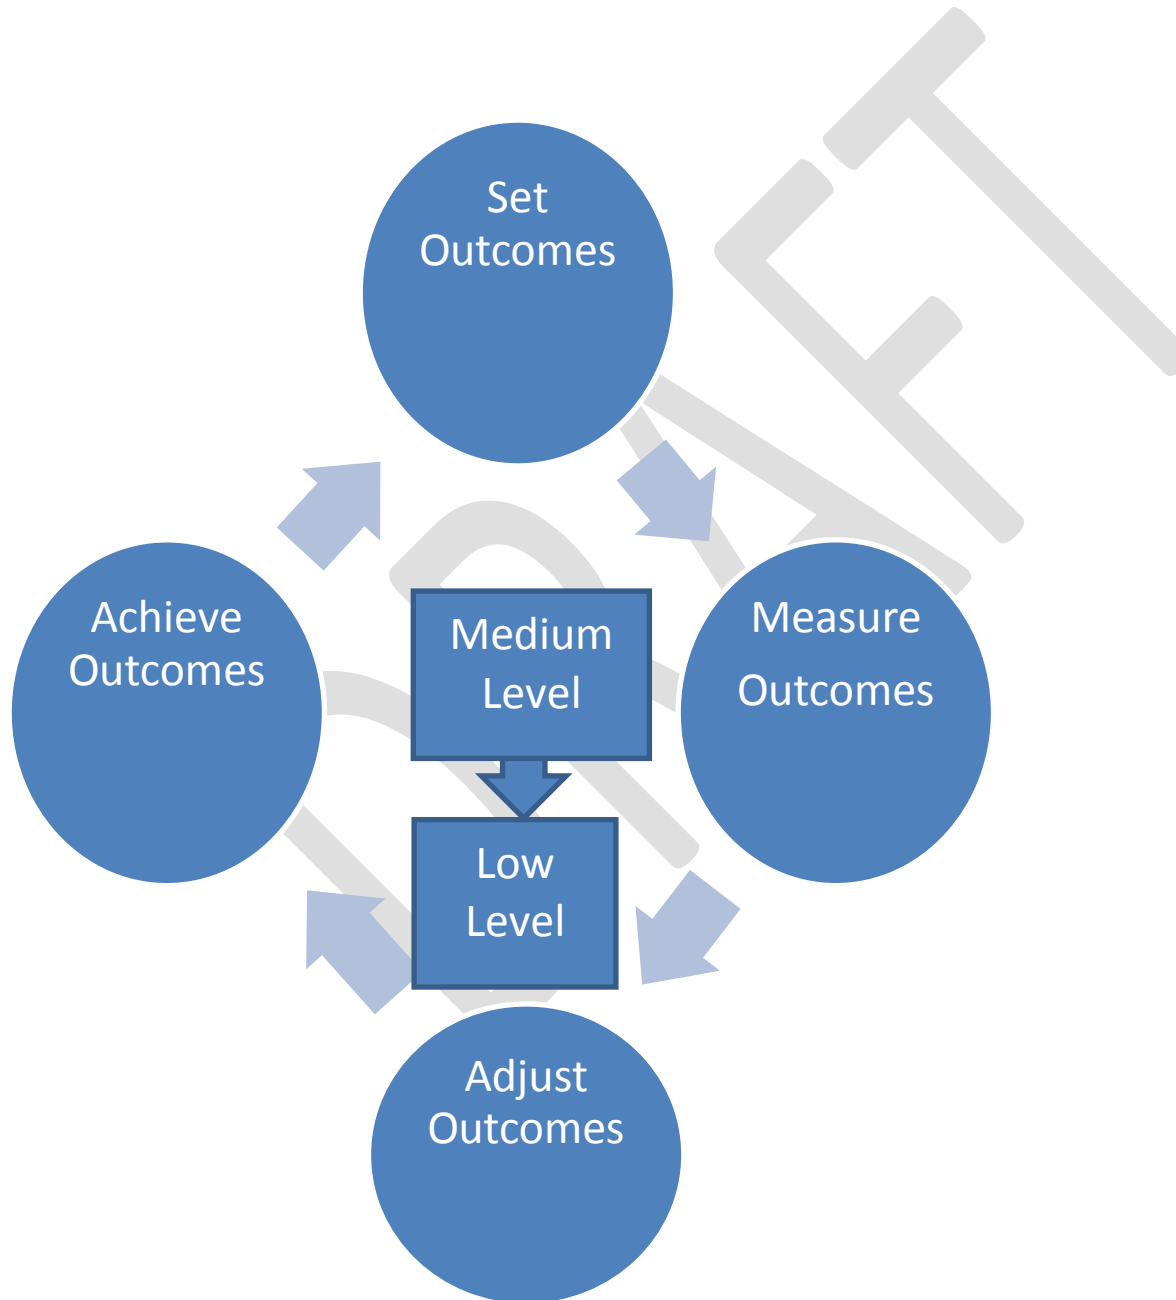 Set
Outcomes
Achieve
Outcomes
Measure
Outcomes
Medium
Level
Low
Level
Adjust
Outcomes
DRAFT